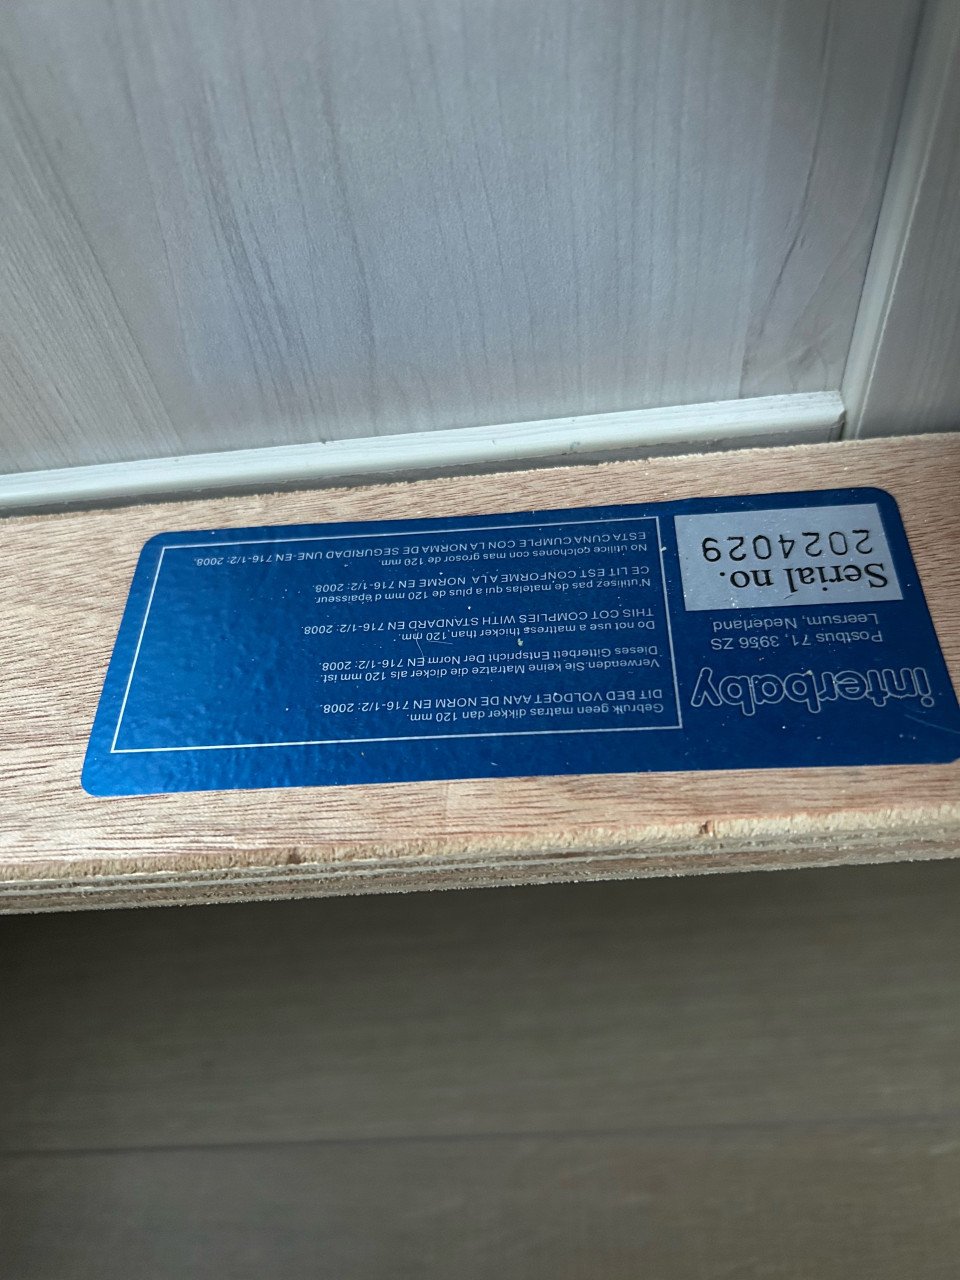 interbaby
Postbus 71, 3956 ZS
Leersum, Nederland.
Serial no.
2024029
Gebruik geen matras dikker dan 120 mm.
DIT BED VOLDOET AAN DE NORM EN 716-1/2: 2008.
Verwenden Sie keine Matratze die dicker als 120 mm ist.
Dieses Gitterbett Entspricht Der Norm EN 716-1/2: 2008.
Do not use a mattress thicker than 120 mm.
THIS COT COMPLIES WITH STANDARD EN 716-1/2: 2008.
N'utilisez de pas matelas qui a plus de 120 mm d'épaisseur.
CE LIT EST CONFORME A LA NORME EN 716-1/2: 2008.
No utilice colchones con mas grosor de 120 mm.
ESTA CUNA CUMPLE CON LA NORMA DE SEGURIDAD UNE-EN 716-1/2: 2008.